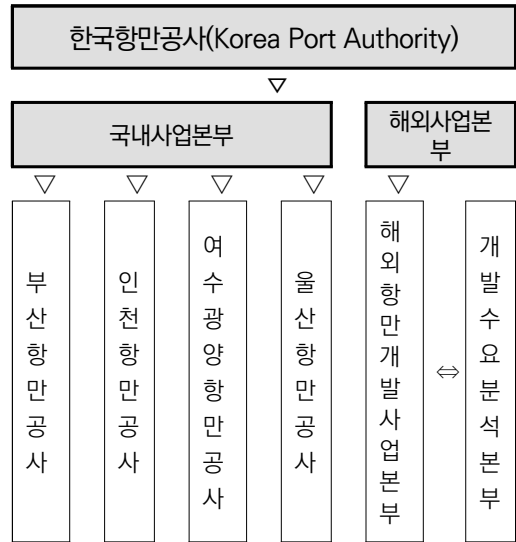 한국항만공사(Korea Port Authority)
▽
국내사업본부
해외사업본
부
▽ ▽ ▽ ▽ ▽
부산항만공사
인천항만공사
여수광양항만공사
울산항만공사
해외항만개발사업본부
⇔
개발수요분석본부